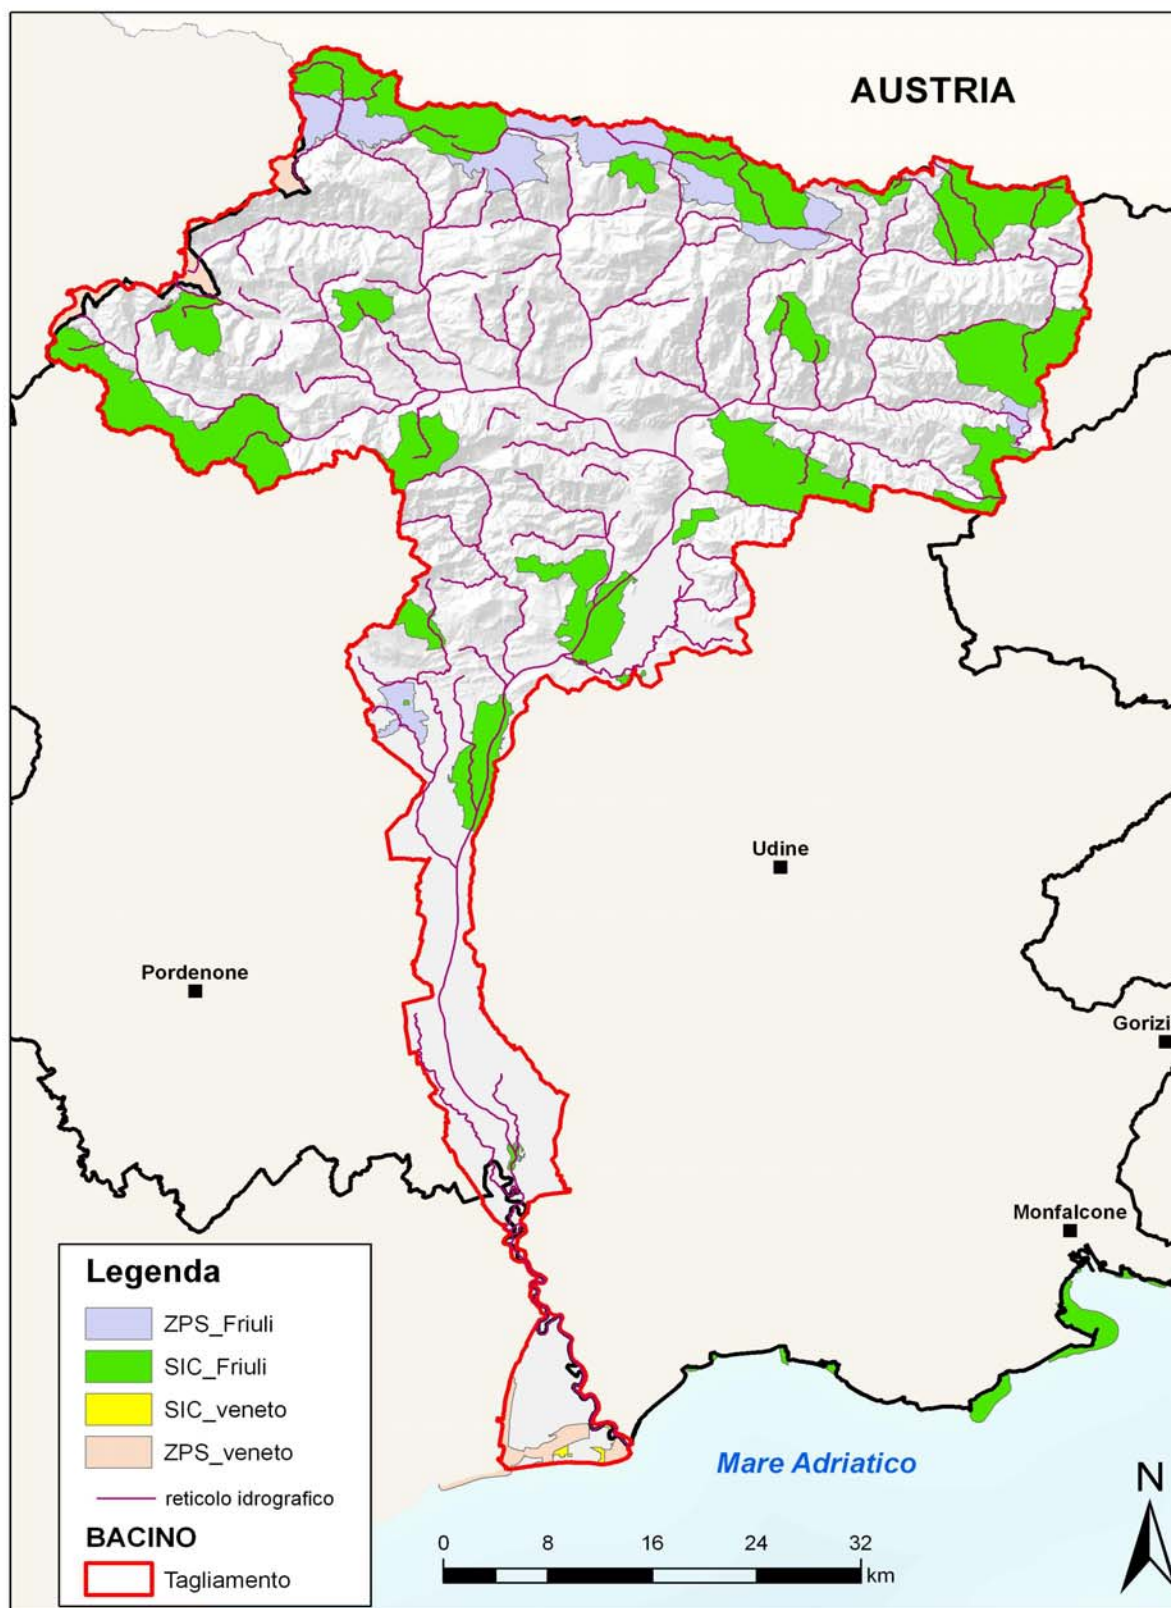 AUSTRIA
Udine
Pordenone
Gorizi
Monfalcone
Legenda
ZPS_Friuli
SIC_Friuli
SIC_veneto
ZPS_veneto
reticolo idrografico
BACINO
Tagliamento
Mare Adriatico
N
0 8 16 24 32
km